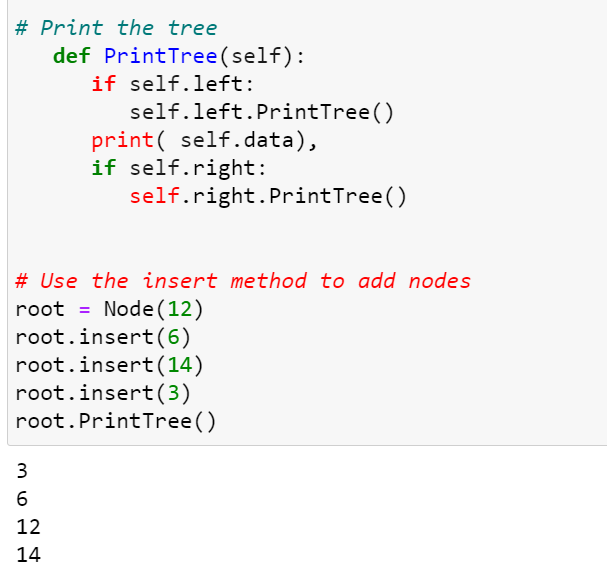 # Print the tree
   def PrintTree(self):
      if self.left:
         self.left.PrintTree()
      print( self.data),
      if self.right:
         self.right.PrintTree()
# Use the insert method to add nodes
root = Node(12)
root.insert(6)
root.insert(14)
root.insert(3)
root.PrintTree()
3
6
12
14